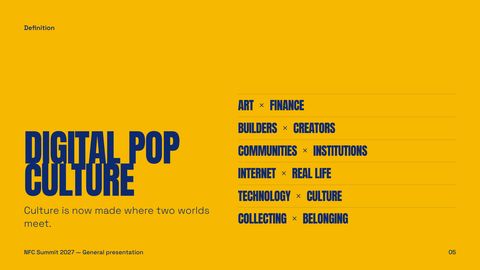 Definition
DIGITAL POP
CULTURE
Culture is now made where two worlds
meet.
ART × FINANCE
BUILDERS × CREATORS
COMMUNITIES × INSTITUTIONS
INTERNET × REAL LIFE
TECHNOLOGY × CULTURE
COLLECTING × BELONGING
NFC Summit 2027 — General presentation
05